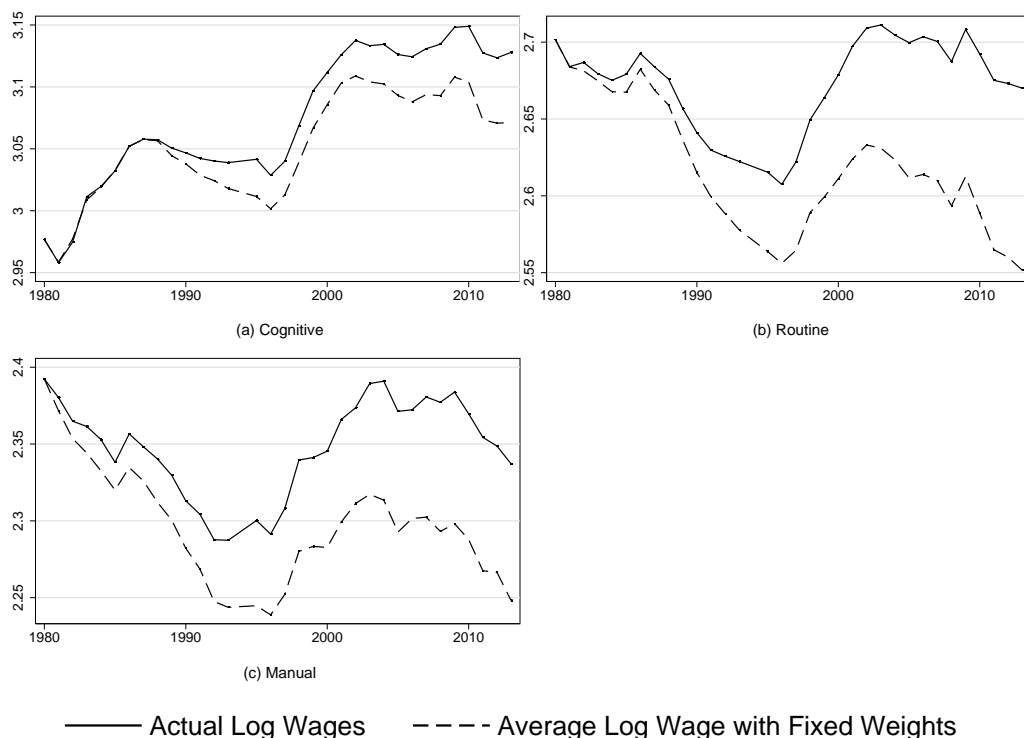 3.15
3.1
3.05
3
2.95
1980 1990 2000 2010
(a) Cognitive
2.7
2.65
2.6
2.55
1980 1990 2000 2010
(b) Routine
2.4
2.35
2.3
2.25
1980 1990 2000 2010
(c) Manual
Actual Log Wages Average Log Wage with Fixed Weights